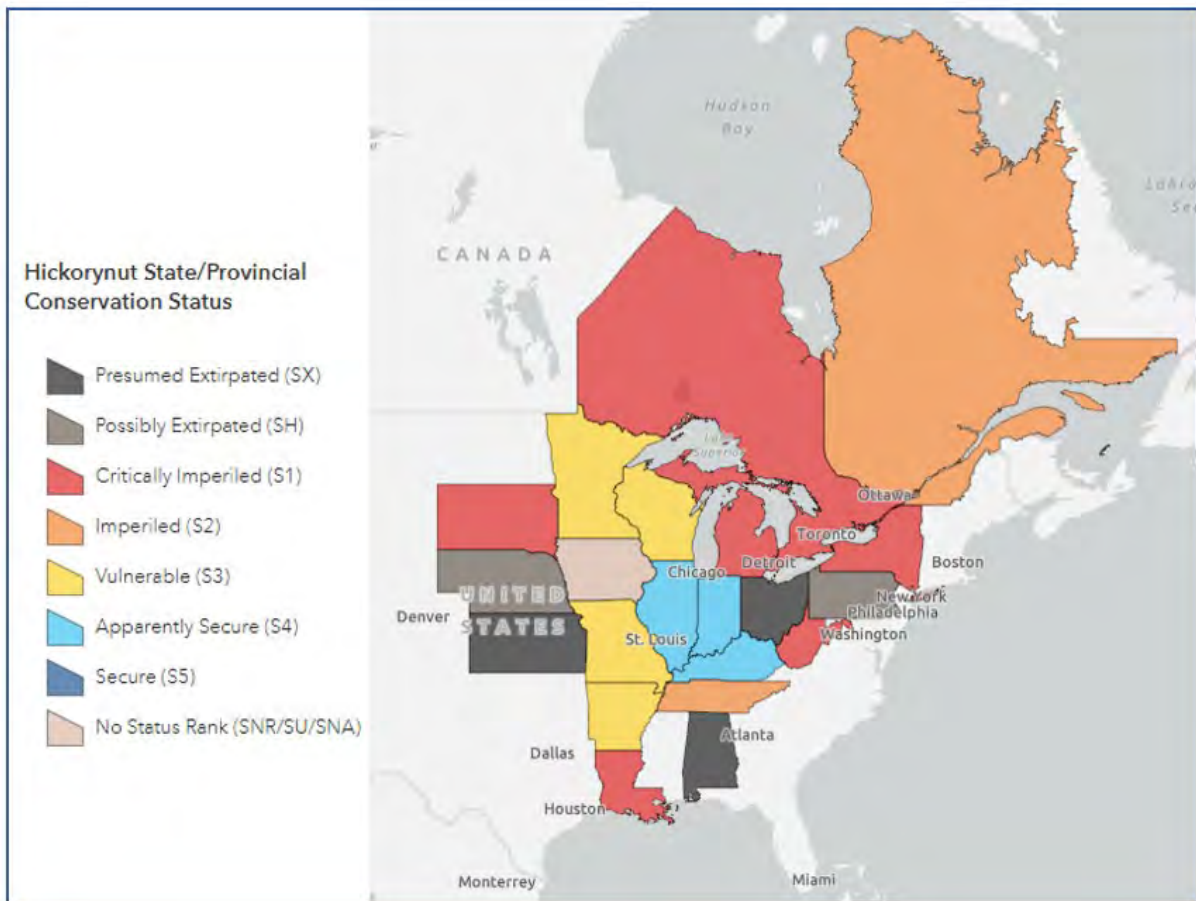 Hickorynut State/Provincial
Conservation Status
Presumed Extirpated (SX)
Possibly Extirpated (SH)
Critically Imperiled (S1)
Imperiled (S2)
Vulnerable (S3)
Apparently Secure (S4)
Secure (S5)
No Status Rank (SNR/SU/SNA)
Hudson
Bay
CANADA
Superior
Ottawa
Toronto
Detroit
Boston
Chicago
New York
Philadelphia
Denver
UNITED
STATES
St. Louis
Washington
Atlanta
Dallas
Houston
Monterrey
Miami